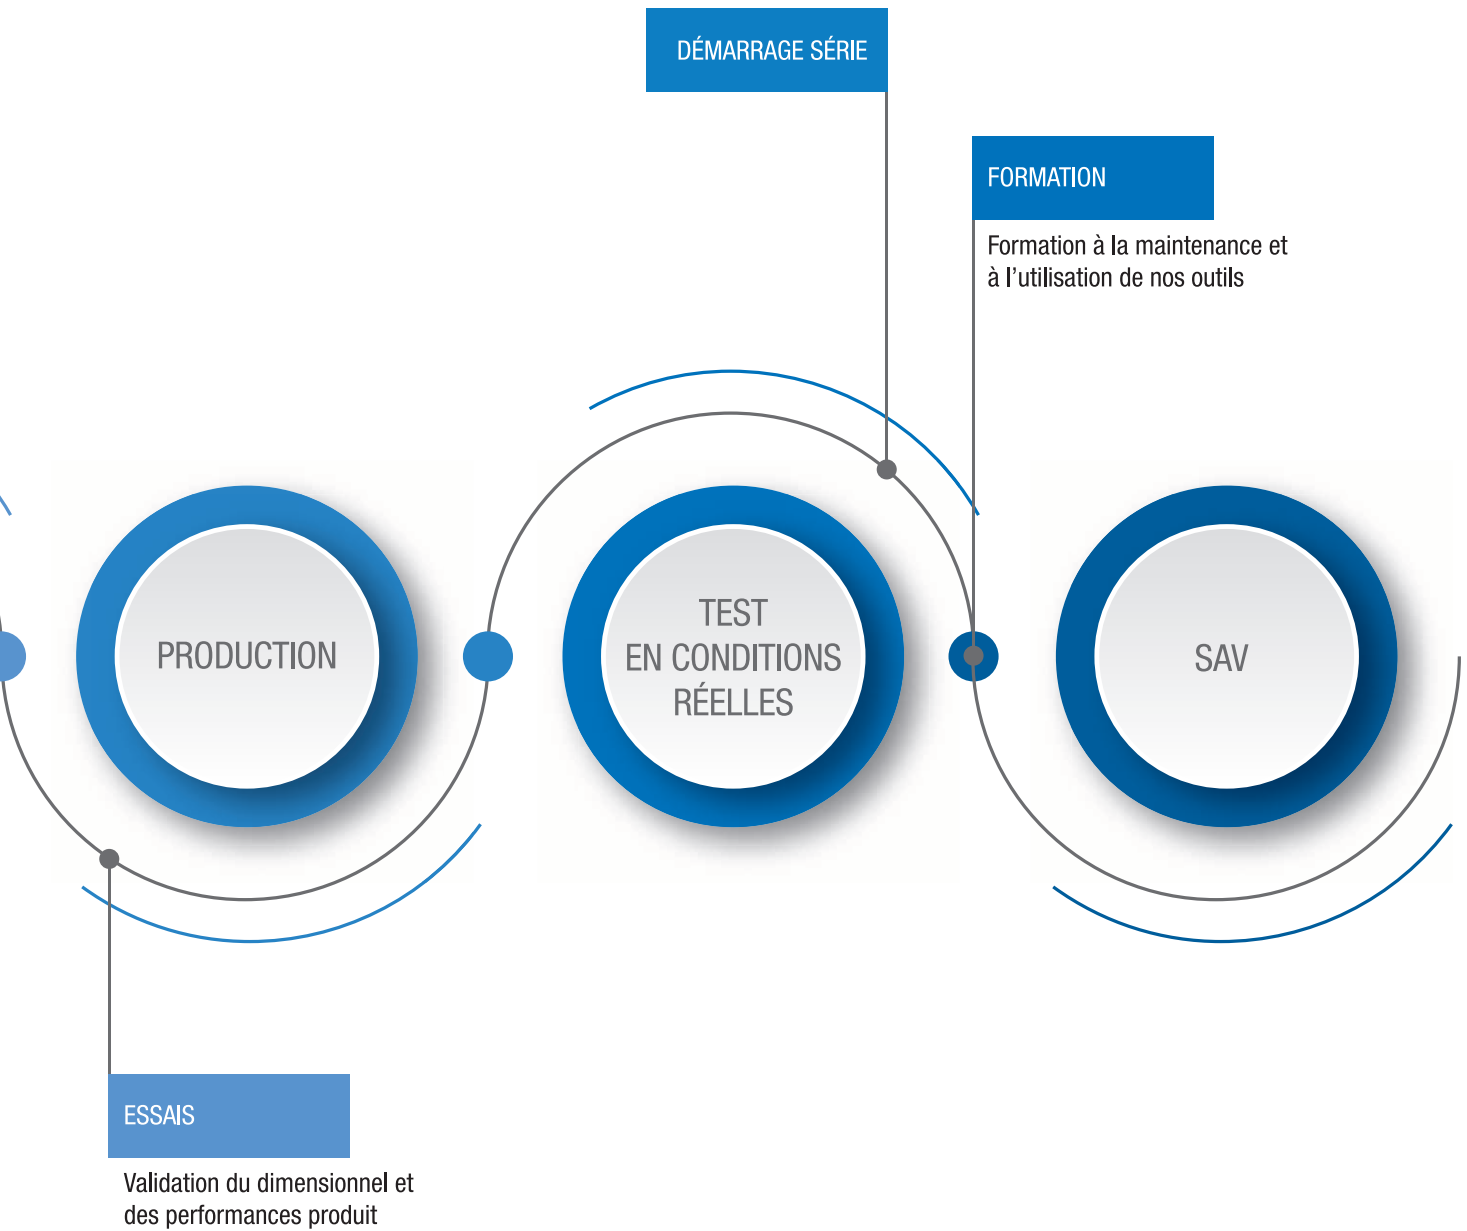 DÉMARRAGE SÉRIE
FORMATION
Formation à la maintenance et
à l’utilisation de nos outils
PRODUCTION
TEST
EN CONDITIONS
RÉELLES
SAV
ESSAIS
Validation du dimensionnel et
des performances produit